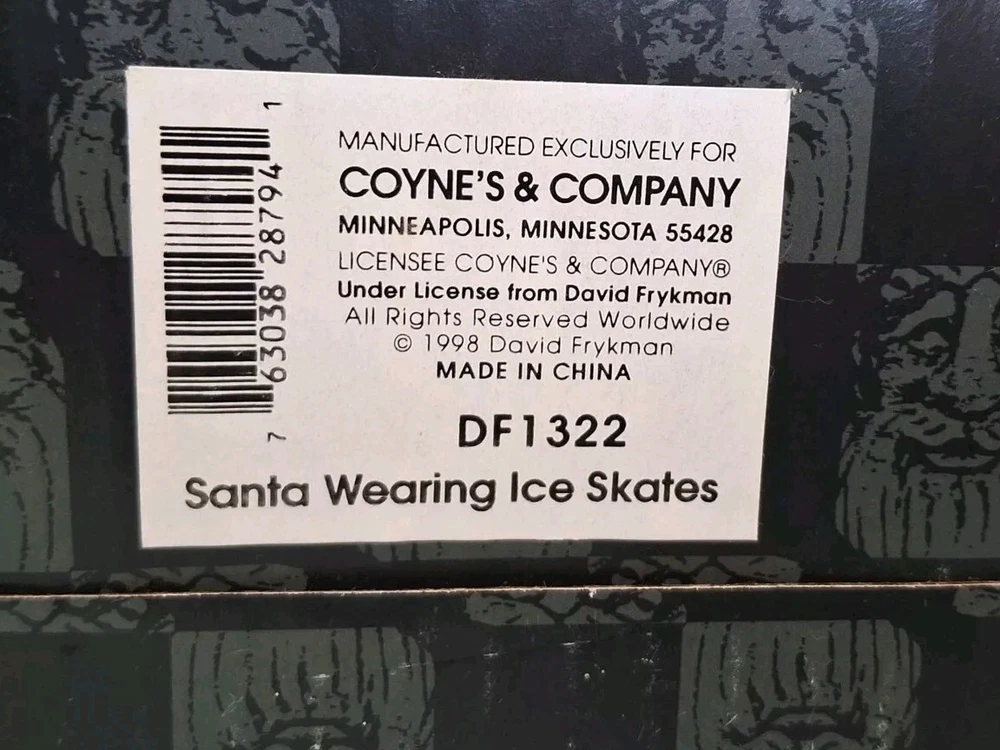 MANUFACTURED EXCLUSIVELY FOR
COYNE'S & COMPANY
MINNEAPOLIS, MINNESOTA 55428
LICENSEE COYNE'S & COMPANY®
Under License from David Frykman
All Rights Reserved Worldwide
© 1998 David Frykman
MADE IN CHINA
DF1322
Santa Wearing Ice Skates
7 63038 28794 1